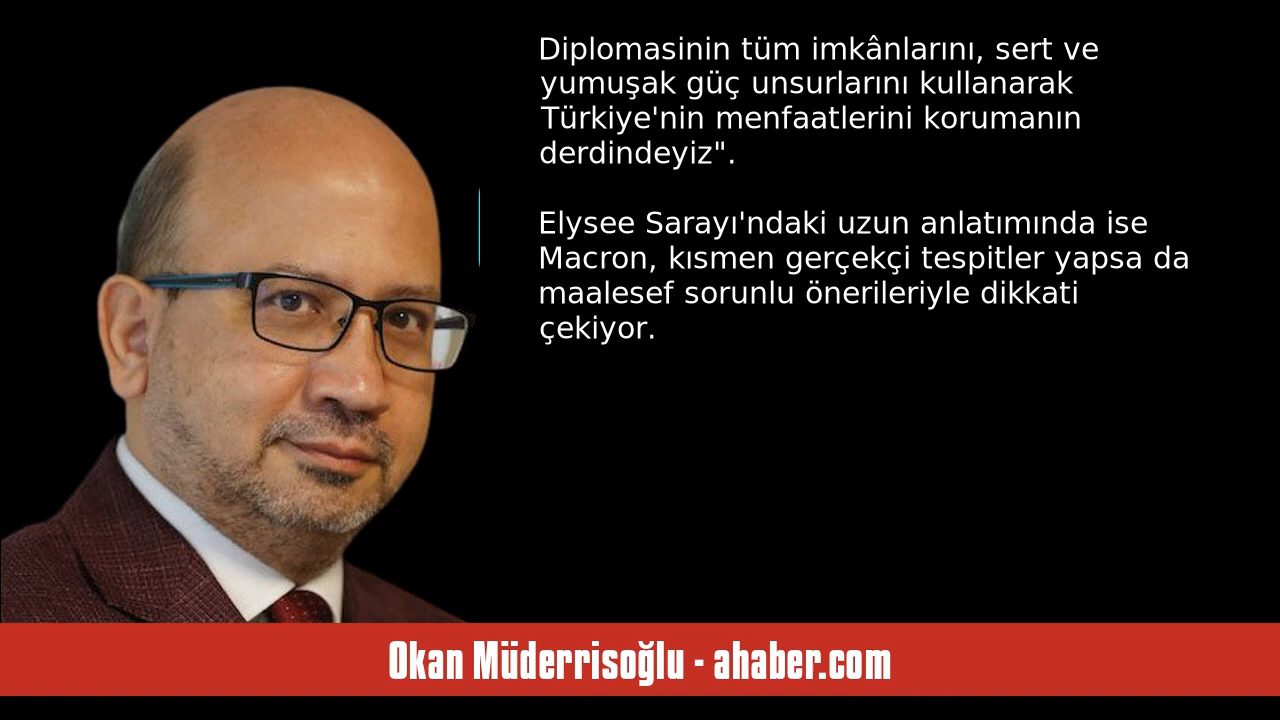 Diplomasinin tüm imkânlarını, sert ve
yumuşak güç unsurlarını kullanarak
Türkiye'nin menfaatlerini korumanın
derdindeyiz".
Elysee Sarayı'ndaki uzun anlatımında ise
Macron, kısmen gerçekçi tespitler yapsa da
maalesef sorunlu önerileriyle dikkati
çekiyor.
Okan Müderrisoğlu - ahaber.com